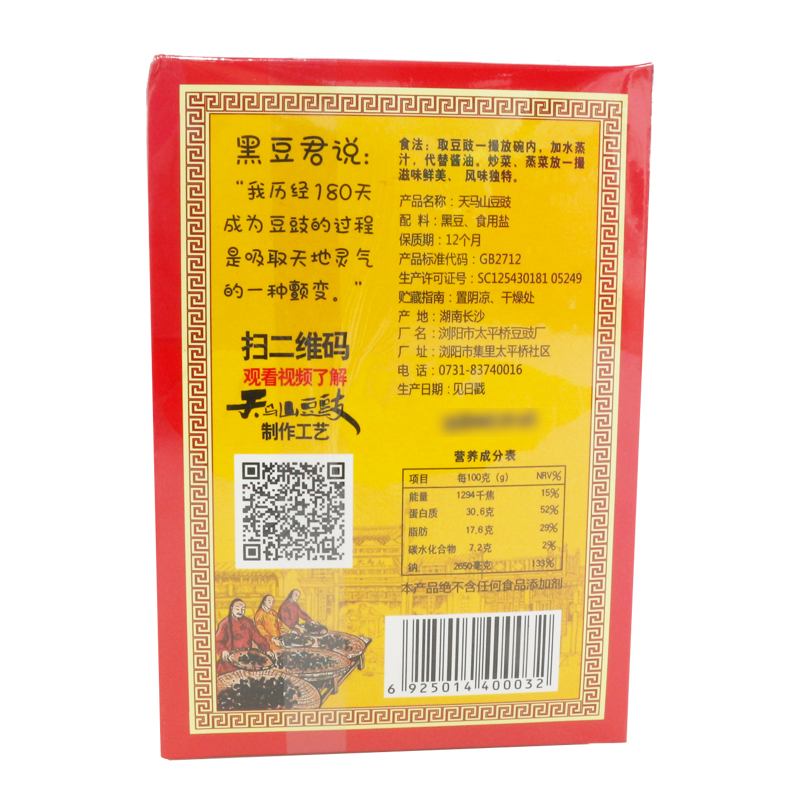 黑豆君说:
“我历经180天
成为豆豉的过程
是吸取天地灵气
的一种颤变。”
扫二维码
观看视频了解
天马山豆豉
制作工艺
食法: 取豆豉一撮放碗内, 加水蒸
汁, 代替酱油。炒菜、蒸菜放一撮
滋味鲜美、 风味独特。
产品名称: 天马山豆豉
配 料: 黑豆、食用盐
保质期: 12个月
产品标准代码: GB2712
生产许可证号: SC125430181 05249
贮藏指南: 置阴凉、干燥处
产 地: 湖南长沙
厂 名: 浏阳市太平桥豆豉厂
厂 址: 浏阳市集里太平桥社区
电 话: 0731-83740016
生产日期: 见日戳
营养成分表
项目 每100克 (g) NRV%
能量 1294千焦 15%
蛋白质 30.6克 52%
脂肪 17.6克 29%
碳水化合物 7.2克 2%
钠 2650毫克 133%
本产品绝不含任何食品添加剂
6 925014 400032